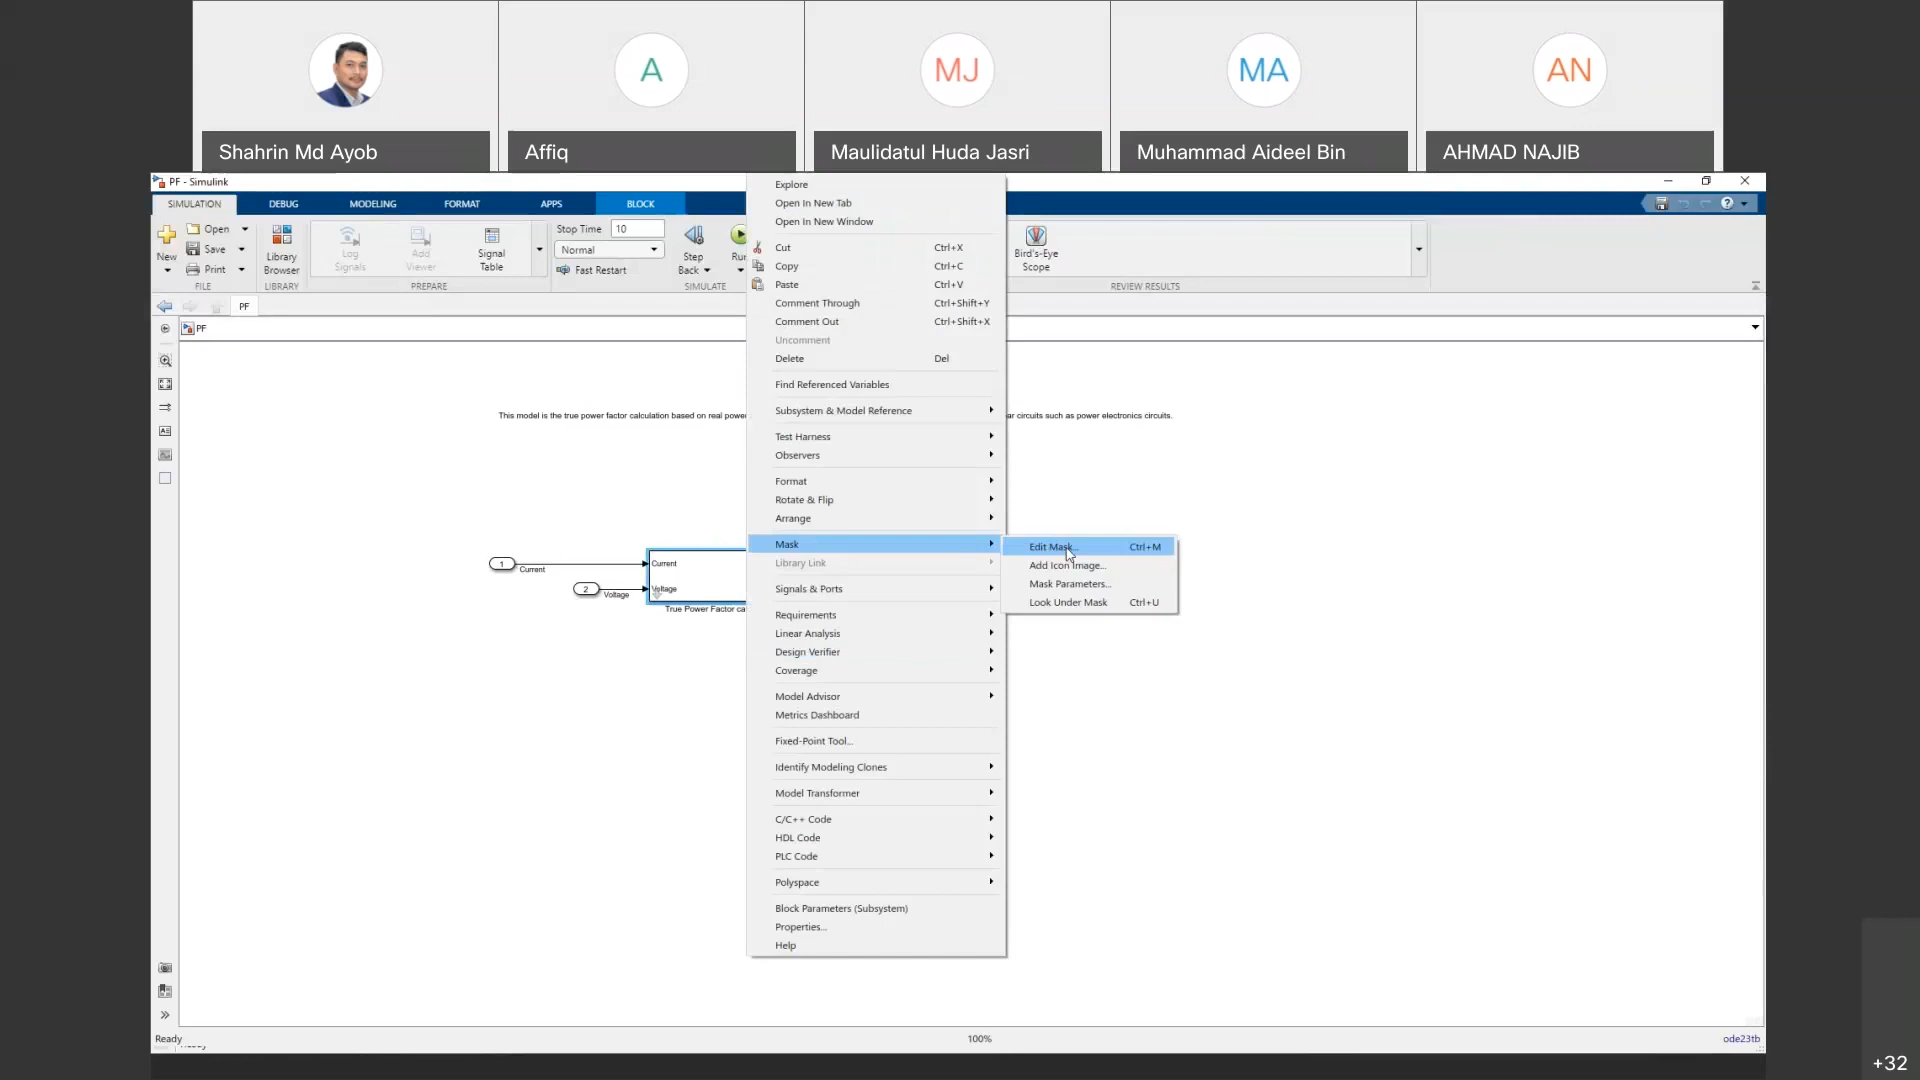 A
MJ
MA
AN
Shahrin Md Ayob
Affiq
Maulidatul Huda Jasri
Muhammad Aideel Bin
AHMAD NAJIB
PF - Simulink
SIMULATION
DEBUG
MODELING
FORMAT
APPS
BLOCK
New
Open
Save
Print
FILE
Library
Browser
LIBRARY
Log
Signals
Add
Viewer
Signal
Table
PREPARE
Stop Time 10
Normal
Fast Restart
Step
Back
Run
SIMULATE
Bird's-Eye
Scope
REVIEW RESULTS
PF
PF
This model is the true power factor calculation based on real power
ar circuits such as power electronics circuits.
1
Current
2
Voltage
Current
Voltage
True Power Factor ca
Explore
Open In New Tab
Open In New Window
Cut Ctrl+X
Copy Ctrl+C
Paste Ctrl+V
Comment Through Ctrl+Shift+Y
Comment Out Ctrl+Shift+X
Uncomment
Delete Del
Find Referenced Variables
Subsystem & Model Reference
Test Harness
Observers
Format
Rotate & Flip
Arrange
Mask
Library Link
Signals & Ports
Requirements
Linear Analysis
Design Verifier
Coverage
Model Advisor
Metrics Dashboard
Fixed-Point Tool...
Identify Modeling Clones
Model Transformer
C/C++ Code
HDL Code
PLC Code
Polyspace
Block Parameters (Subsystem)
Properties...
Help
Edit Mask... Ctrl+M
Add Icon Image...
Mask Parameters...
Look Under Mask Ctrl+U
Ready
100%
ode23tb
+32